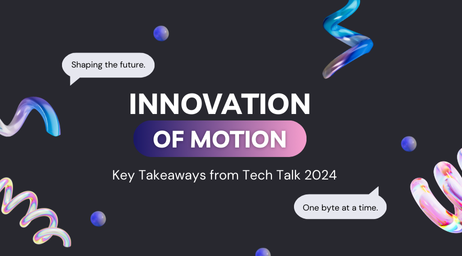 Shaping the future.
INNOVATION
OF MOTION
Key Takeaways from Tech Talk 2024
One byte at a time.